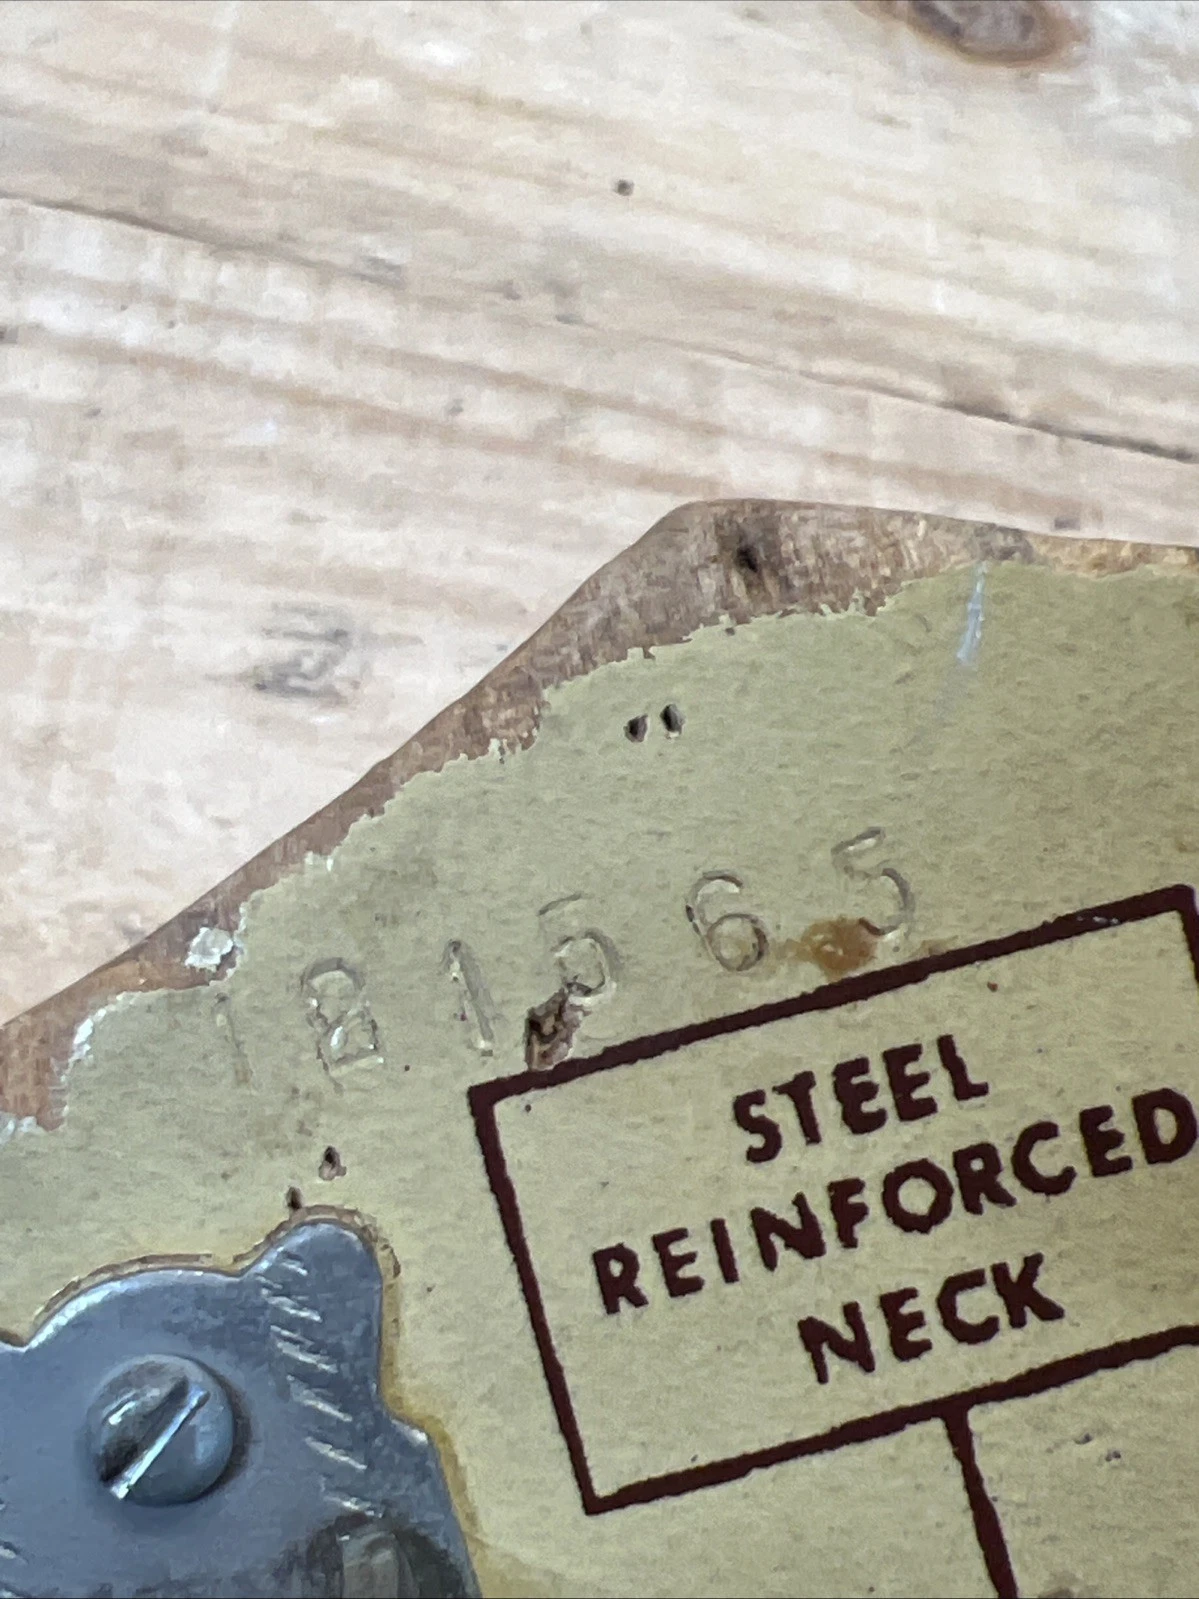 181565
STEEL
REINFORCED
NECK